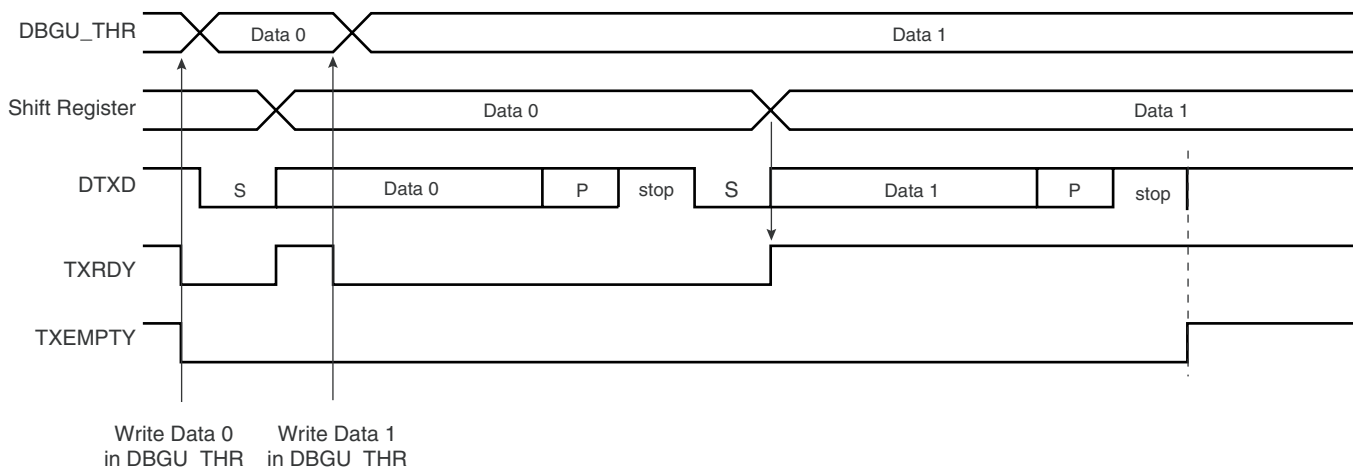 DBGU_THR
Data 0
Data 1
Shift Register
Data 0
Data 1
DTXD
S
Data 0
P
stop
S
Data 1
P
stop
TXRDY
TXEMPTY
Write Data 0
in DBGU_THR
Write Data 1
in DBGU_THR